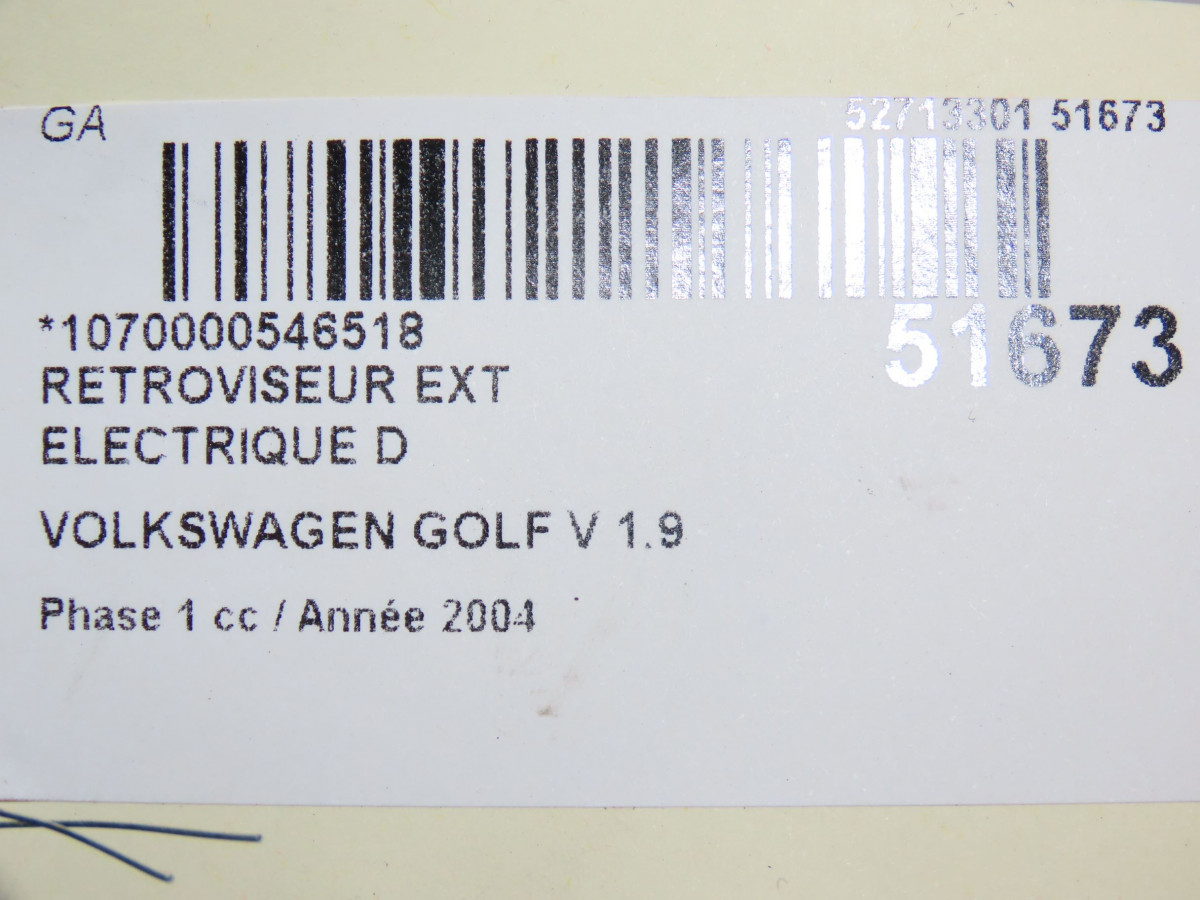 GA
52713301 51673
*1070000546518
51673
RETROVISEUR EXT
ELECTRIQUE D
VOLKSWAGEN GOLF V 1.9
Phase 1 cc / Année 2004